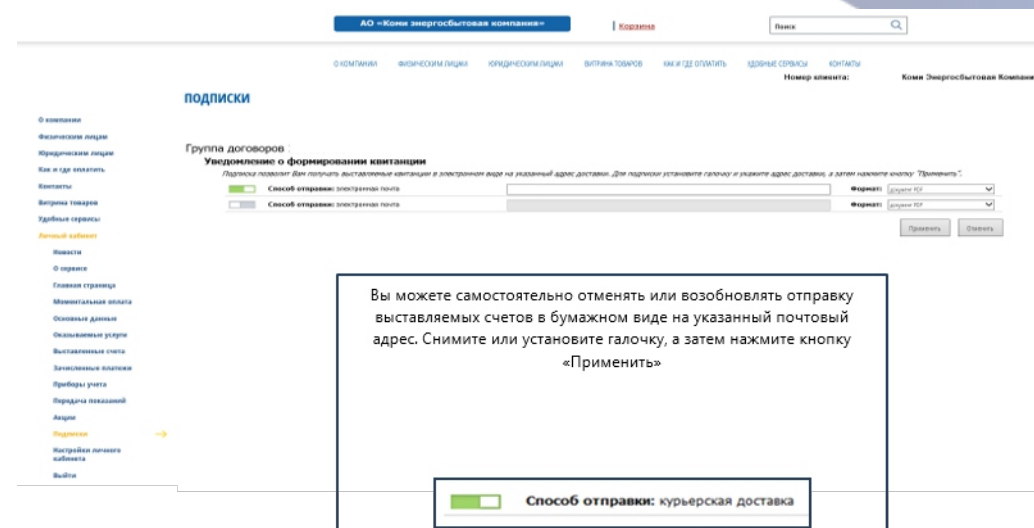 АО «Коми энергосбытовая компания»
Корзина
Поиск
О КОМПАНИИ ФИЗИЧЕСКИМ ЛИЦАМ ЮРИДИЧЕСКИМ ЛИЦАМ ВИТРИНА ТОВАРОВ КАК И ГДЕ ОПЛАТИТЬ УДОБНЫЕ СЕРВИСЫ КОНТАКТЫ
Номер клиента: Коми Энергосбытовая Компани
ПОДПИСКИ
О компании
Физическим лицам
Юридическим лицам
Как и где оплатить
Контакты
Витрина товаров
Удобные сервисы
Личный кабинет
Новости
О сервисе
Главная страница
Моментальная оплата
Основные данные
Оказываемые услуги
Выставленные счета
Зачисленные платежи
Приборы учета
Передача показаний
Акции
Подписки
Настройки личного
кабинета
Выйти
Группа договоров :
Уведомление о формировании квитанции
Подписка позволит Вам получать выставляемые квитанции в электронном виде на указанный адрес доставки. Для подписки установите галочку и укажите адрес доставки, а затем нажмите кнопку "Применить".
Способ отправки: электронная почта Формат: документ PDF
Способ отправки: электронная почта Формат: документ PDF
Применить Отменить
Вы можете самостоятельно отменять или возобновлять отправку
выставляемых счетов в бумажном виде на указанный почтовый
адрес. Снимите или установите галочку, а затем нажмите кнопку
«Применить»
Способ отправки: курьерская доставка